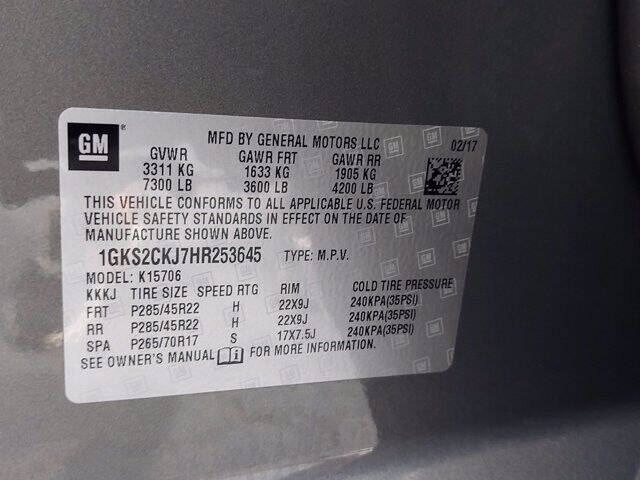 GM ®
MFD BY GENERAL MOTORS LLC 02/17
GVWR GAWR FRT GAWR RR
3311 KG 1633 KG 1905 KG
7300 LB 3600 LB 4200 LB
THIS VEHICLE CONFORMS TO ALL APPLICABLE U.S. FEDERAL MOTOR
VEHICLE SAFETY STANDARDS IN EFFECT ON THE DATE OF
MANUFACTURE SHOWN ABOVE.
1GKS2CKJ7HR253645 TYPE: M.P.V.
MODEL: K15706
KKKJ TIRE SIZE SPEED RTG RIM COLD TIRE PRESSURE
FRT P285/45R22 H 22X9J 240KPA(35PSI)
RR P285/45R22 H 22X9J 240KPA(35PSI)
SPA P265/70R17 S 17X7.5J 240KPA(35PSI)
SEE OWNER'S MANUAL FOR MORE INFORMATION.